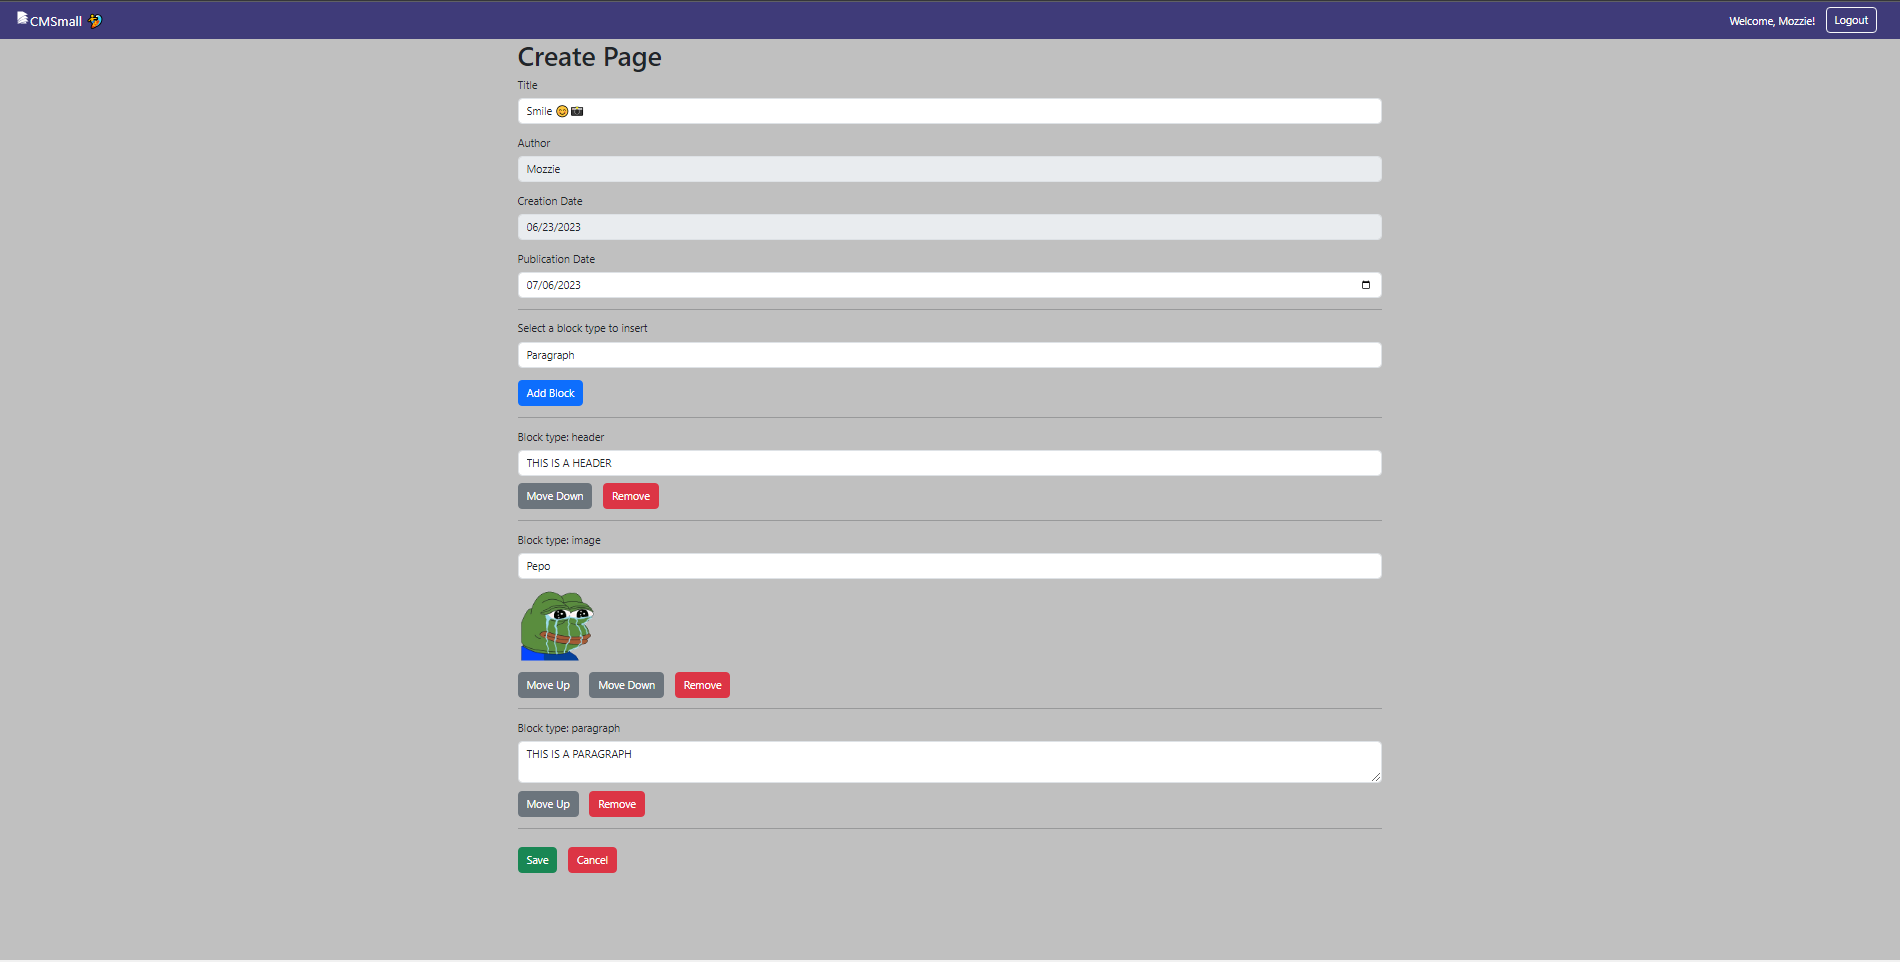 CMSmall
Welcome, Mozzie!
Logout
Create Page
Title
Smile 😊📷
Author
Mozzie
Creation Date
06/23/2023
Publication Date
07/06/2023
Select a block type to insert
Paragraph
Add Block
Block type: header
THIS IS A HEADER
Move Down
Remove
Block type: image
Pepo
Move Up
Move Down
Remove
Block type: paragraph
THIS IS A PARAGRAPH
Move Up
Remove
Save
Cancel